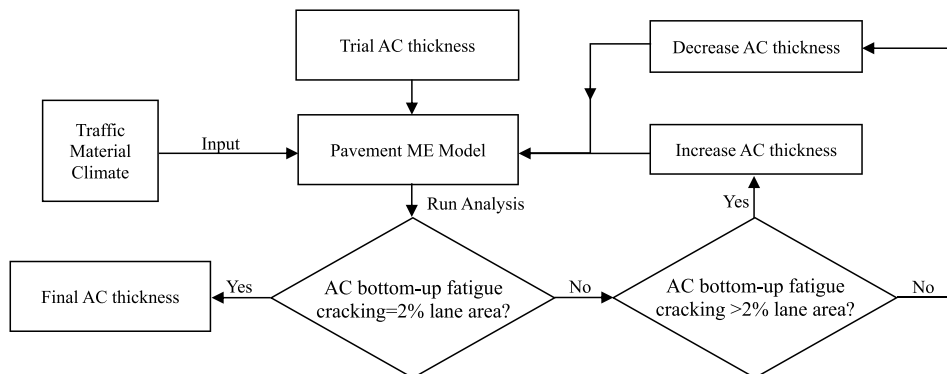 Trial AC thickness
Decrease AC thickness
Traffic
Material
Climate
Input
Pavement ME Model
Increase AC thickness
Run Analysis
Yes
Final AC thickness
Yes
AC bottom-up fatigue
cracking=2% lane area?
No
AC bottom-up fatigue
cracking >2% lane area?
No